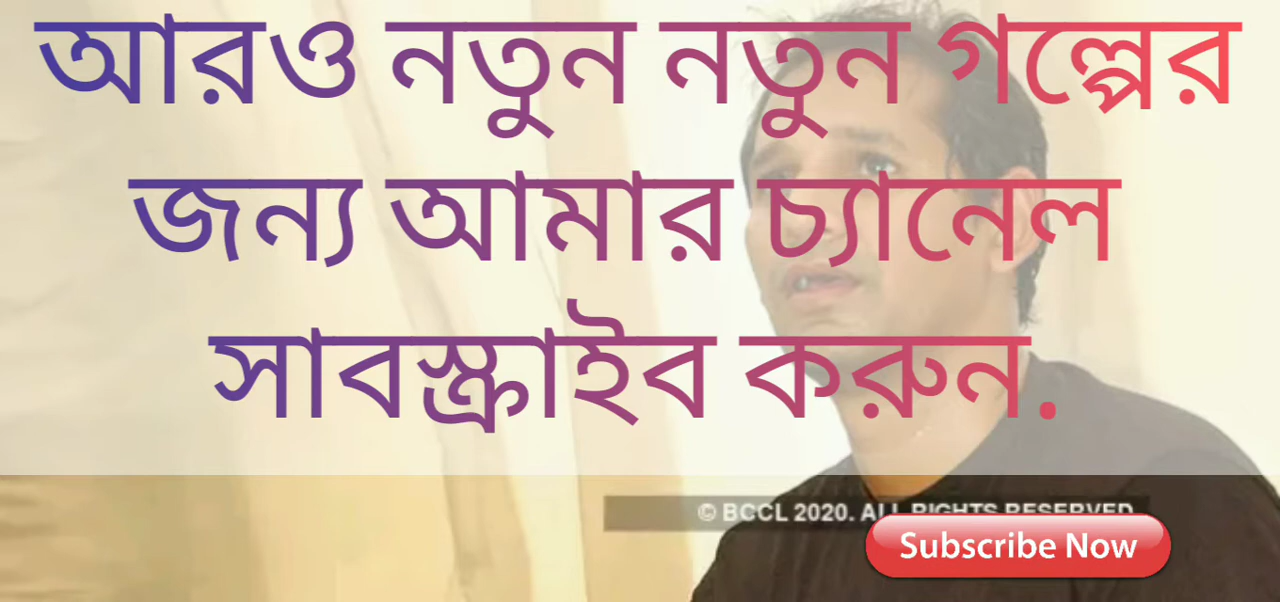 আরও নতুন নতুন গল্পের
জন্য আমার চ্যানেল
সাবস্ক্রাইব করুন.
© BCCL 2020. ALL RIGHTS RESERVED
Subscribe Now